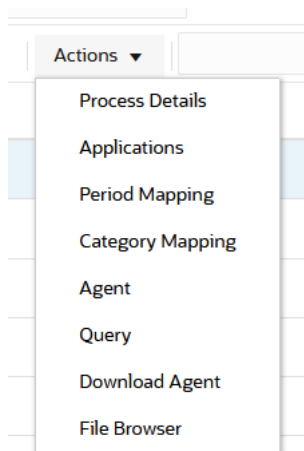 Actions ▼
Process Details
Applications
Period Mapping
Category Mapping
Agent
Query
Download Agent
File Browser